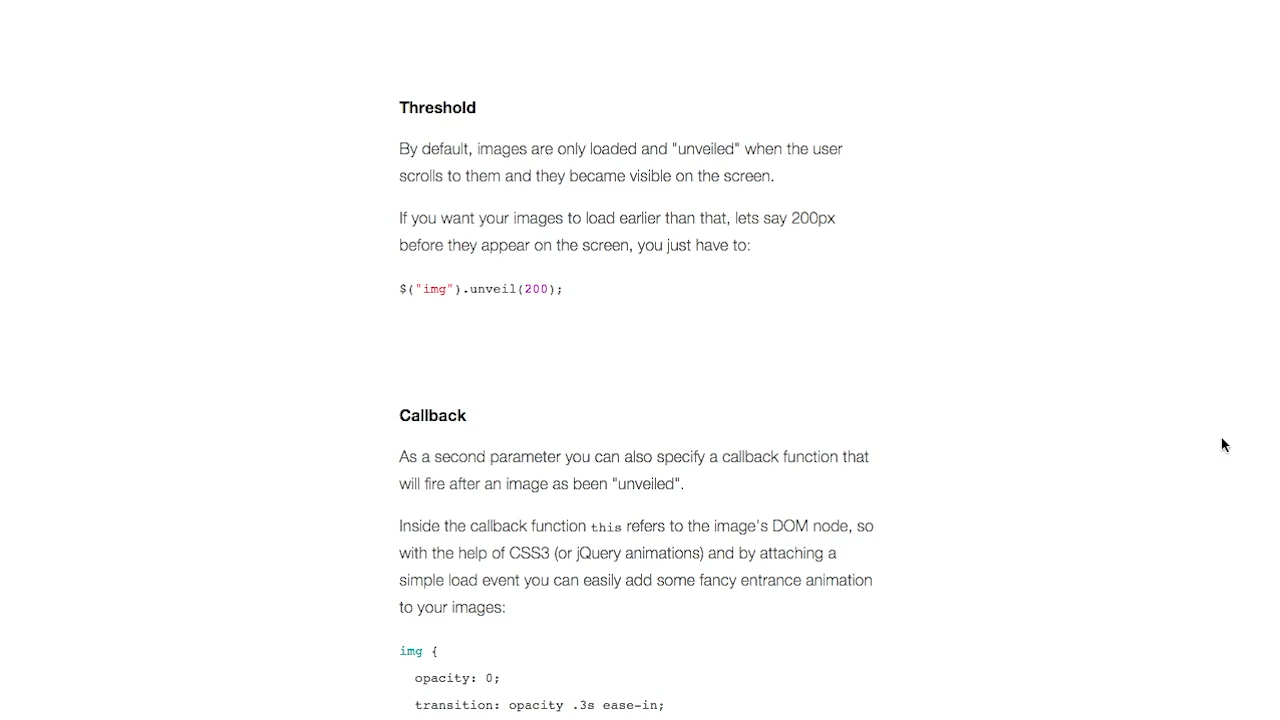 Threshold
By default, images are only loaded and "unveiled" when the user
scrolls to them and they became visible on the screen.
If you want your images to load earlier than that, lets say 200px
before they appear on the screen, you just have to:
$("img").unveil(200);
Callback
As a second parameter you can also specify a callback function that
will fire after an image as been "unveiled".
Inside the callback function this refers to the image's DOM node, so
with the help of CSS3 (or jQuery animations) and by attaching a
simple load event you can easily add some fancy entrance animation
to your images:
img {
opacity: 0;
transition: opacity .3s ease-in;